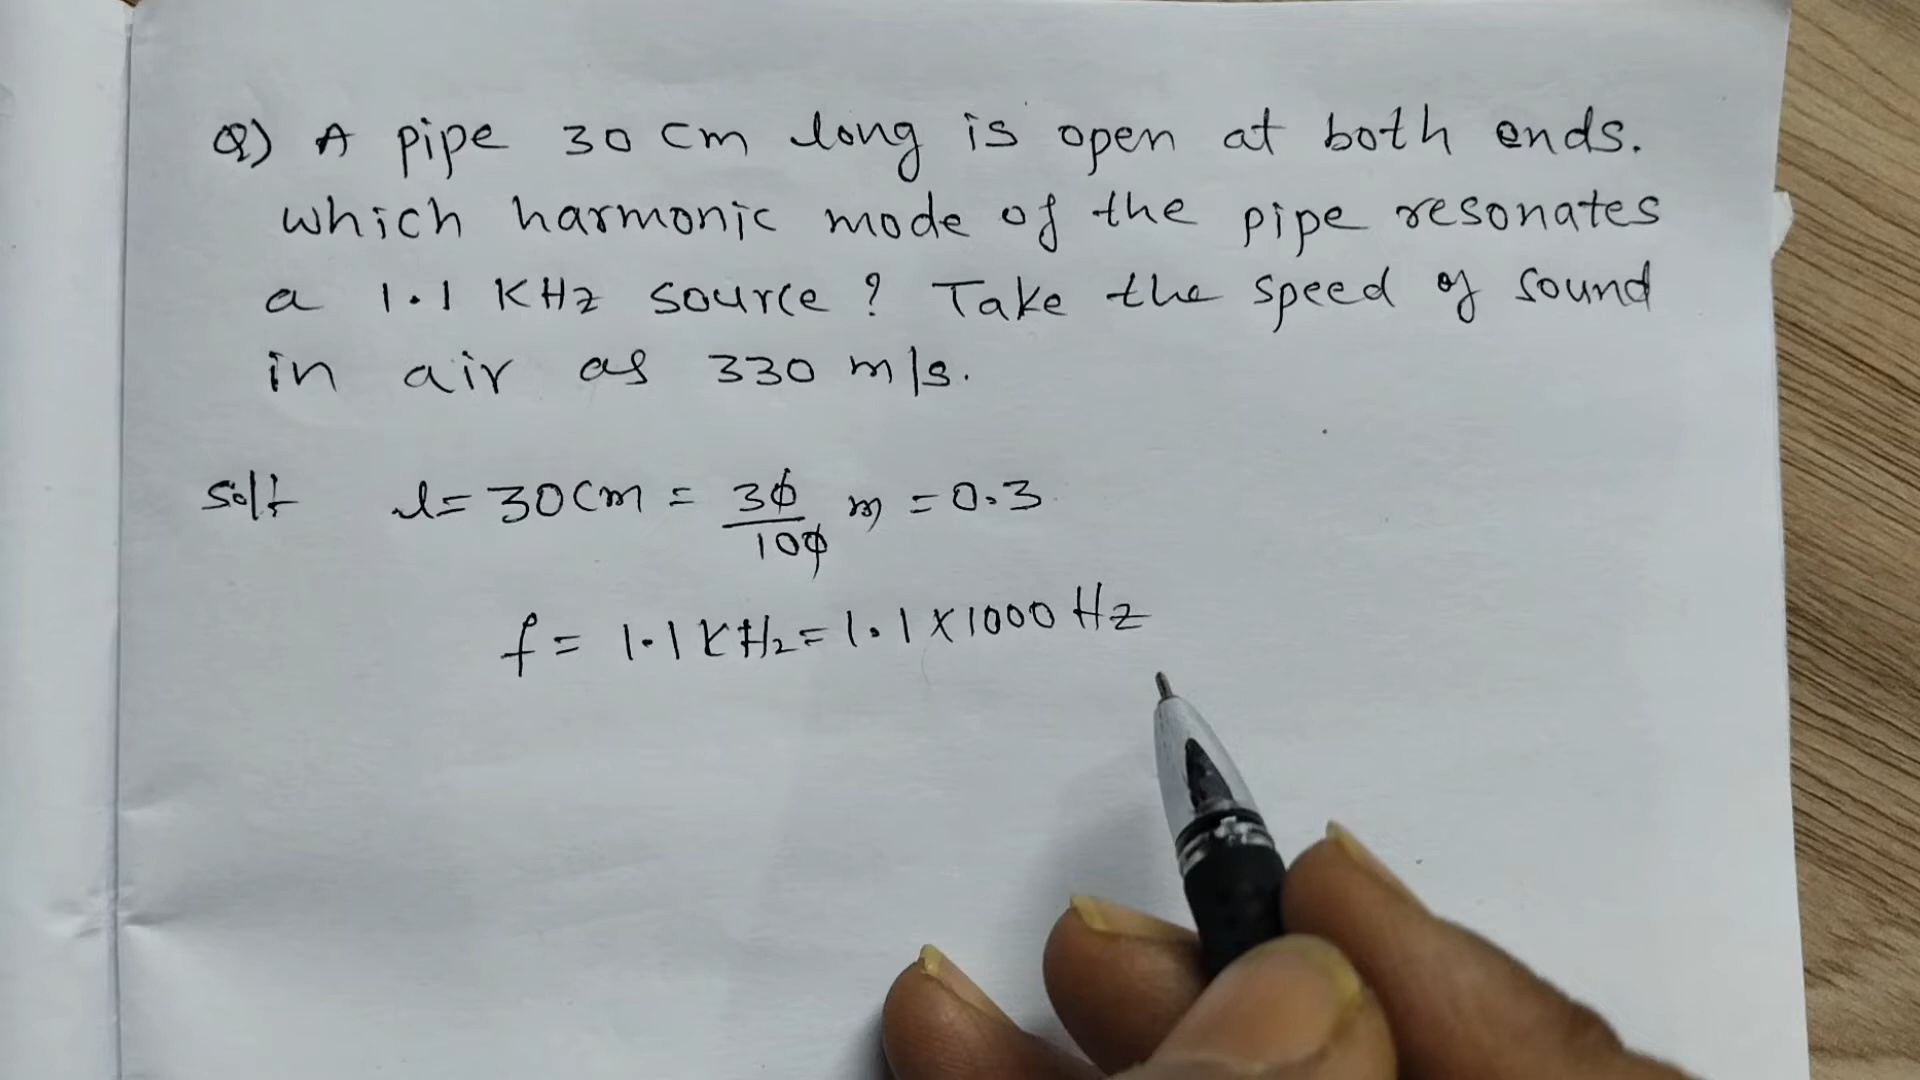 Q) A pipe 30 cm long is open at both ends.
which harmonic mode of the pipe resonates
a 1.1 KHz source ? Take the speed of sound
in air as 330 m/s.
Solt l = 30 cm = 30/100 m = 0.3
f = 1.1 KHz = 1.1 x 1000 Hz